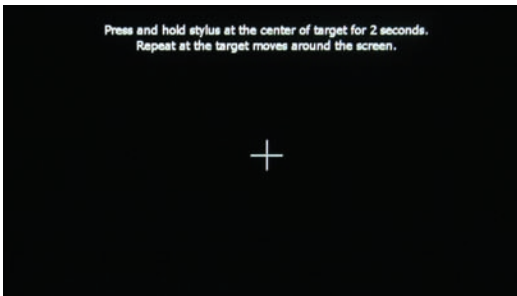 Press and hold stylus at the center of target for 2 seconds.
Repeat at the target moves around the screen.